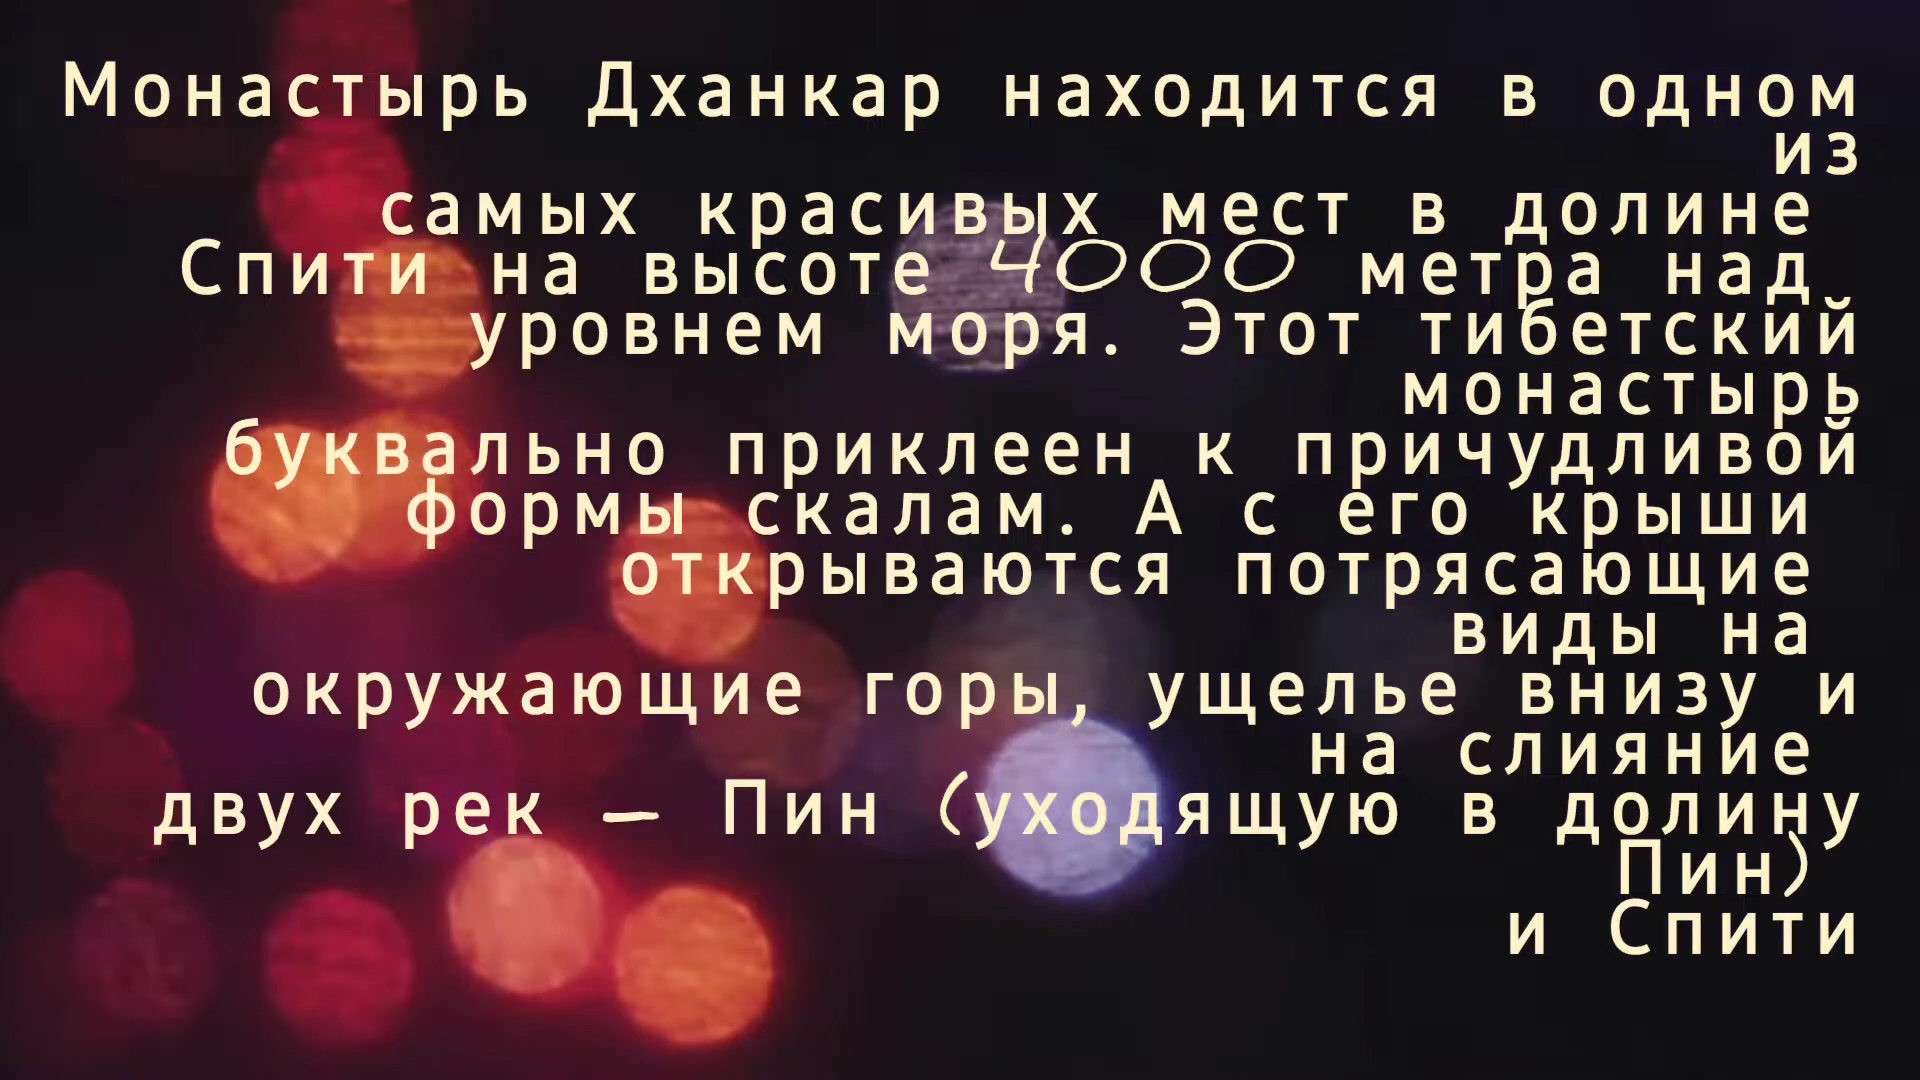 Монастырь Дханкар находится в одном
из
самых красивых мест в долине
Спити на высоте 4000 метра над
уровнем моря. Этот тибетский
монастырь
буквально приклеен к причудливой
формы скалам. А с его крыши
открываются потрясающие
виды на
окружающие горы, ущелье внизу и
на слияние
двух рек — Пин (уходящую в долину
Пин)
и Спити